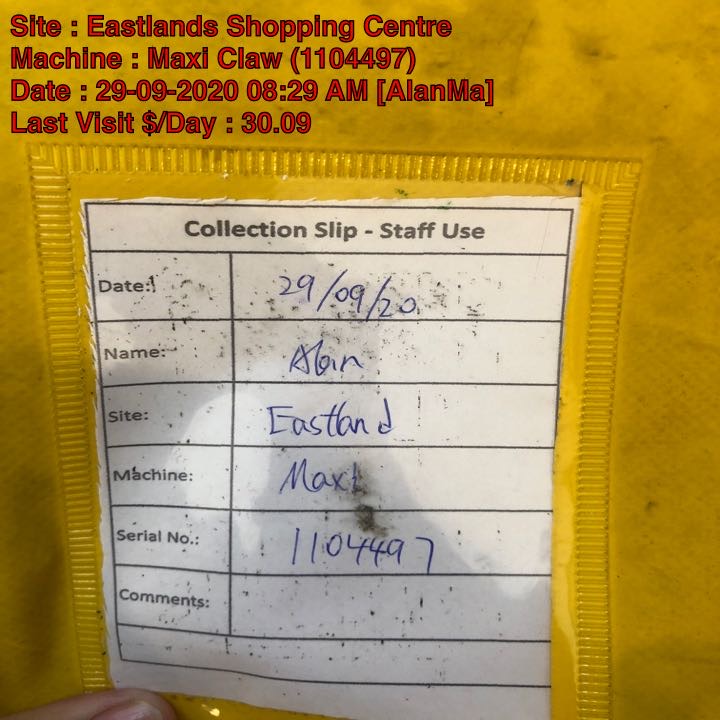 Site : Eastlands Shopping Centre
Machine : Maxi Claw (1104497)
Date : 29-09-2020 08:29 AM [AlanMa]
Last Visit $/Day : 30.09
Collection Slip - Staff Use
Date: 29/09/20
Name: Alan
Site: Eastland
Machine: Maxi
Serial No.: 1104497
Comments: